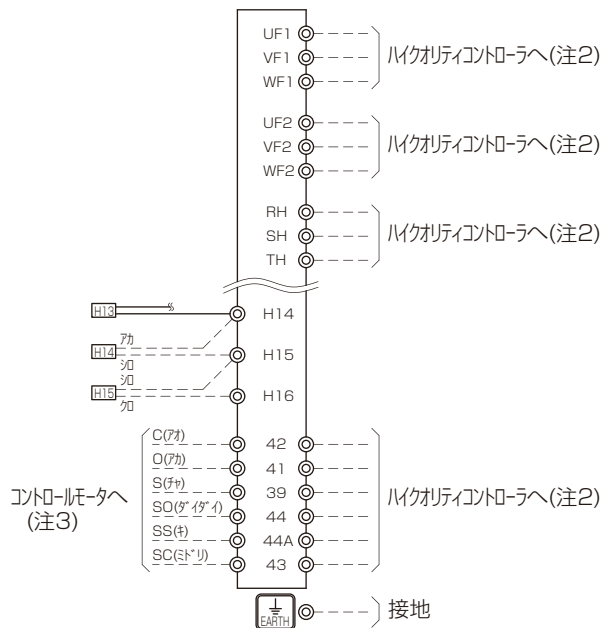 UF1
VF1
WF1
ハイクオリティコントローラへ(注2)
UF2
VF2
WF2
ハイクオリティコントローラへ(注2)
RH
SH
TH
ハイクオリティコントローラへ(注2)
H13
H14
H14
アカ
シロ
H15
H15
シロ
クロ
H16
コントロールモータへ
(注3)
C(アオ)
42
O(アカ)
41
S(チャ)
39
SO(ダイダイ)
44
SS(キ)
44A
SC(ミドリ)
43
ハイクオリティコントローラへ(注2)
EARTH
接地